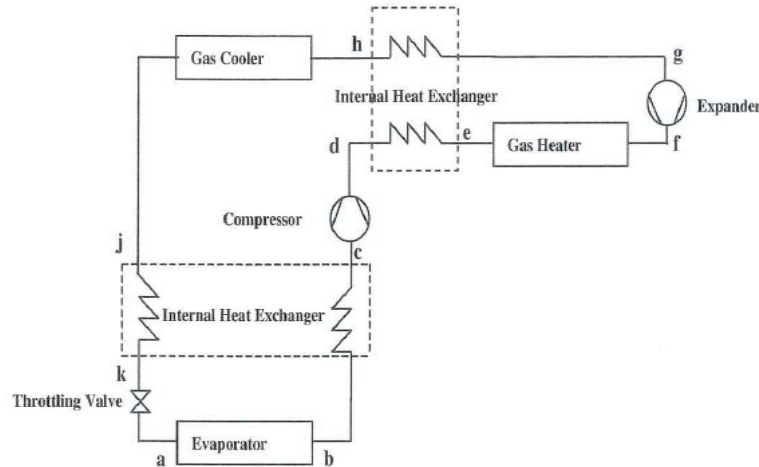 h
Gas Cooler
g
Internal Heat Exchanger
Expander
d
e
Gas Heater
f
Compressor
j
c
Internal Heat Exchanger
k
Throttling Valve
Evaporator
a
b